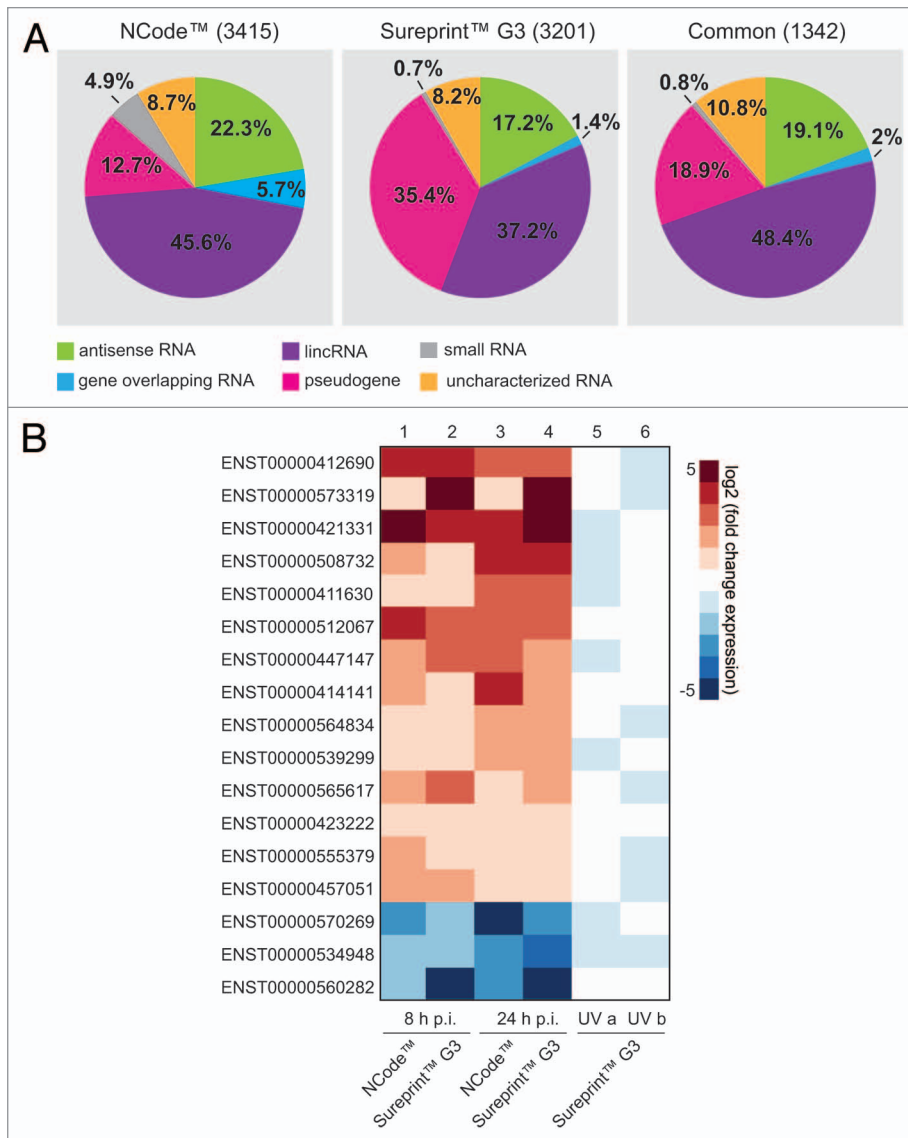 A
NCode™ (3415)
Sureprint™ G3 (3201)
Common (1342)
4.9%
8.7%
22.3%
12.7%
5.7%
45.6%
0.7%
8.2%
17.2%
1.4%
35.4%
37.2%
0.8%
10.8%
19.1%
2%
18.9%
48.4%
antisense RNA
lincRNA
small RNA
gene overlapping RNA
pseudogene
uncharacterized RNA
B
1 2 3 4 5 6
ENST00000412690
ENST00000573319
ENST00000421331
ENST00000508732
ENST00000411630
ENST00000512067
ENST00000447147
ENST00000414141
ENST00000564834
ENST00000539299
ENST00000565617
ENST00000423222
ENST00000555379
ENST00000457051
ENST00000570269
ENST00000534948
ENST00000560282
5
-5
log2 (fold change expression)
8 h p.i.
24 h p.i.
UV a
UV b
NCode™
Sureprint™ G3
NCode™
Sureprint™ G3
Sureprint™ G3